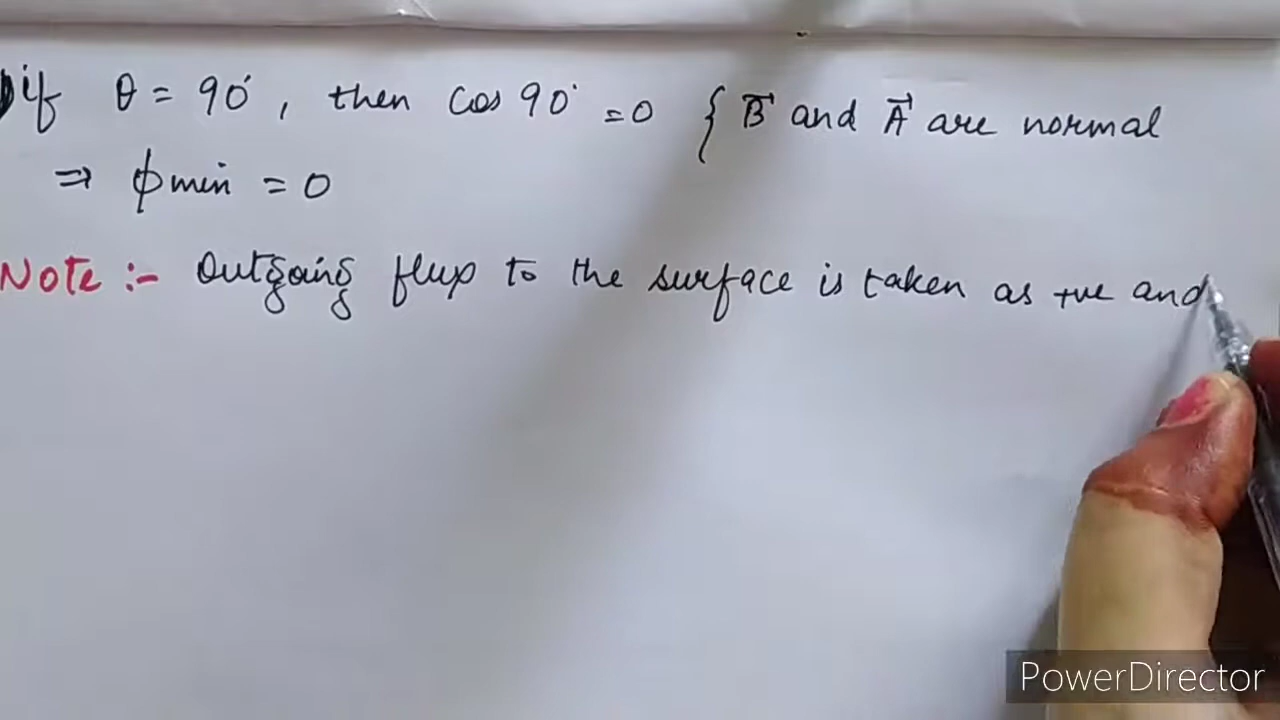 if θ = 90°, then cos 90° = 0 { B⃗ and A⃗ are normal
⇒ ϕ min = 0
Note :- Outgoing flux to the surface is taken as +ve and
PowerDirector